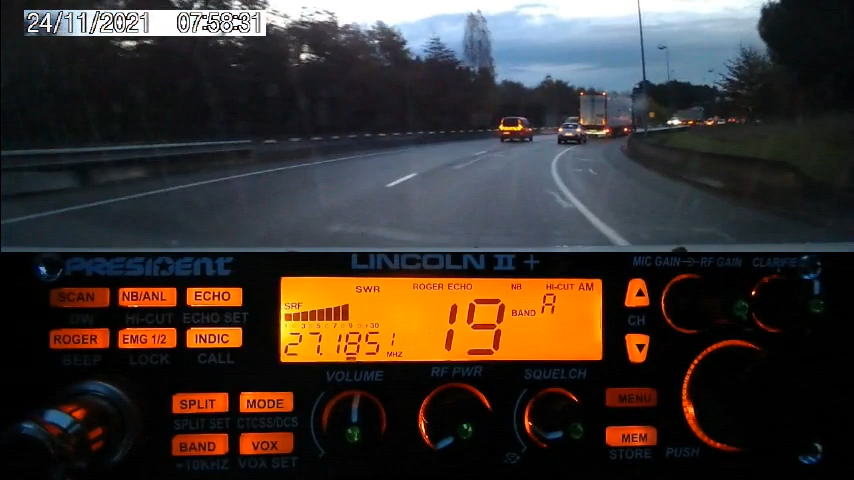 24/11/2021 07:58:31
PRESIDENT LINCOLN II + MIC GAIN RF GAIN CLARIFIER
SCAN NB/ANL ECHO
DW HI-CUT ECHO SET
ROGER EMG 1/2 INDIC
BEEP LOCK CALL
SWR ROGER ECHO NB HI-CUT AM
SRF
1 3 5 7 9 +30
27.1851 MHZ
19
BAND A
CH
VOLUME RF PWR SQUELCH
SPLIT MODE
SPLIT SET CTCSS/DCS
BAND VOX
+10KHZ VOX SET
MENU
MEM
STORE PUSH